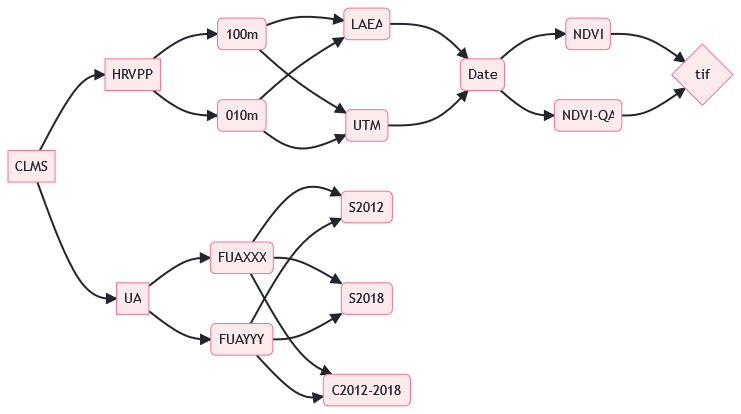 CLMS
HRVPP
100m
010m
LAEA
UTM
Date
NDVI
NDVI-QA
tif
UA
FUAXXX
FUAYYY
S2012
S2018
C2012-2018